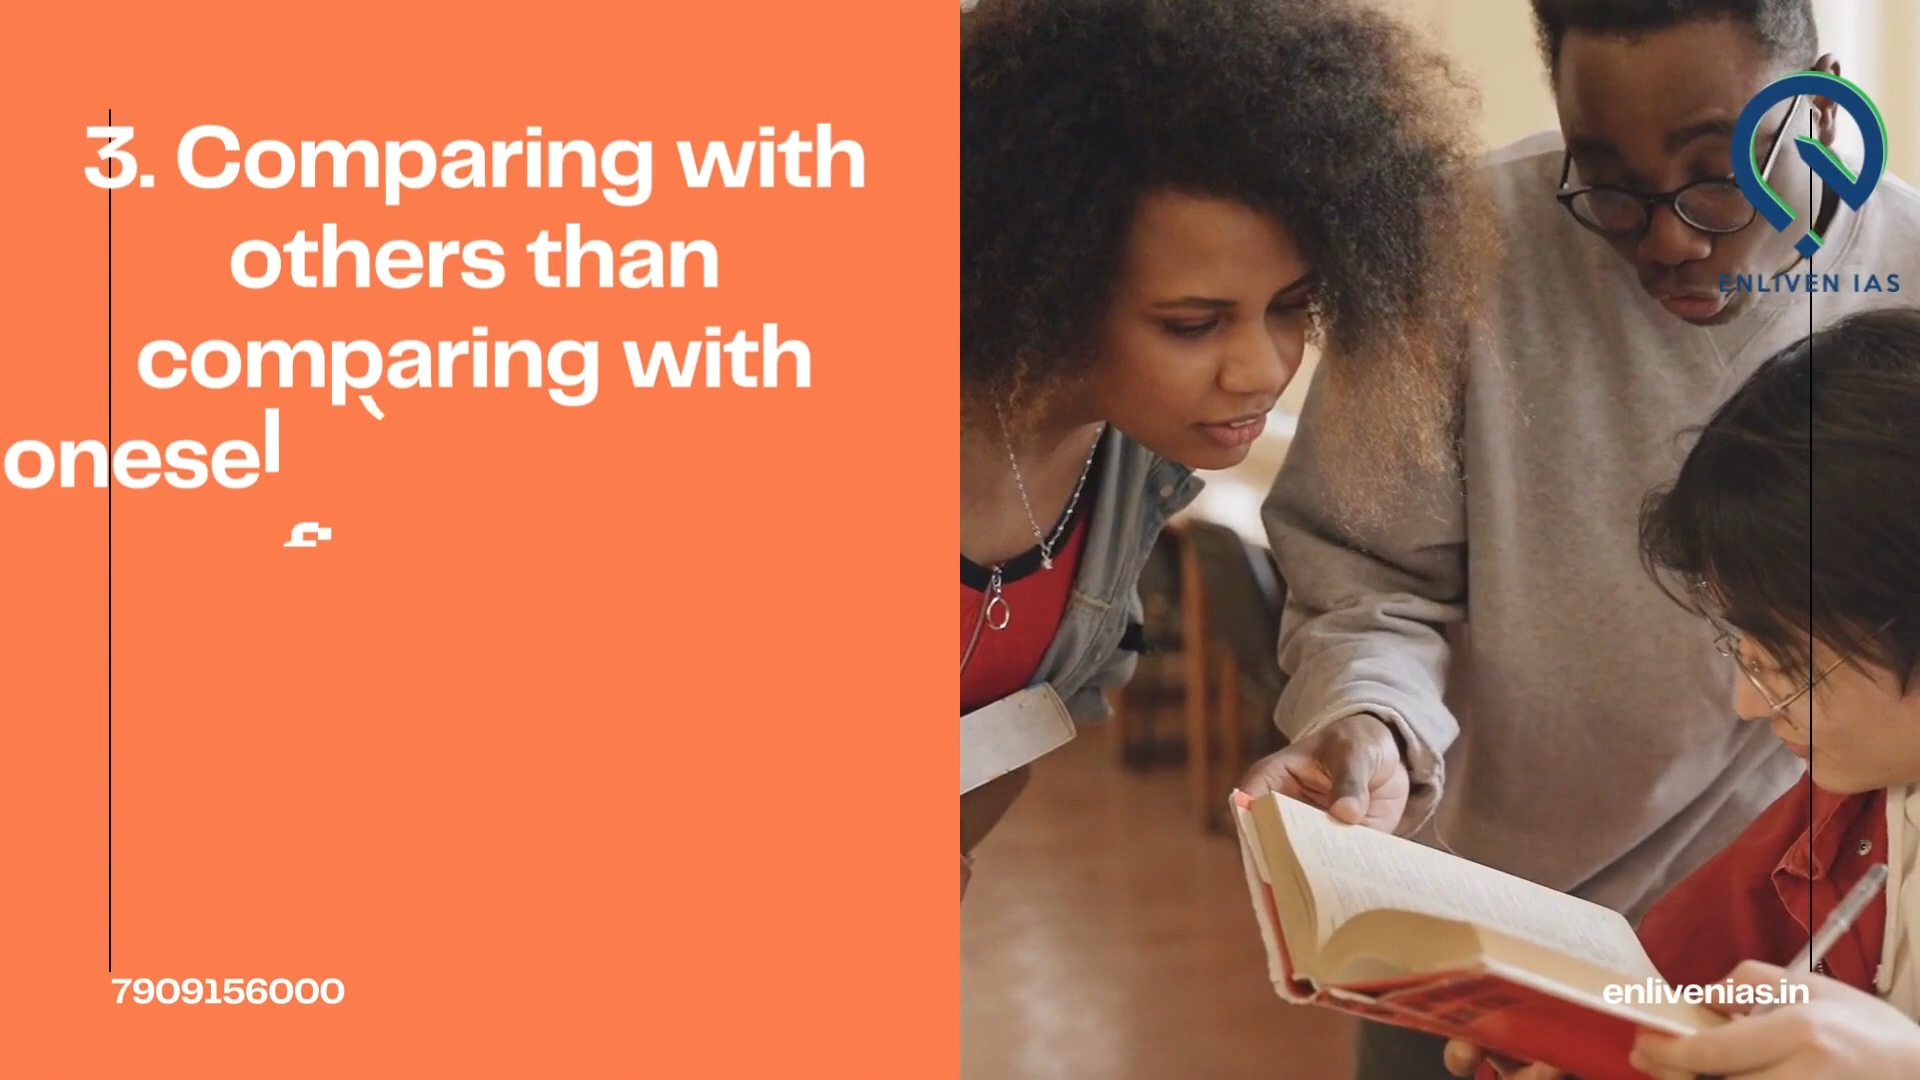 3. Comparing with
others than
comparing with
onesel
ENLIVEN IAS
7909156000
enlivenias.in